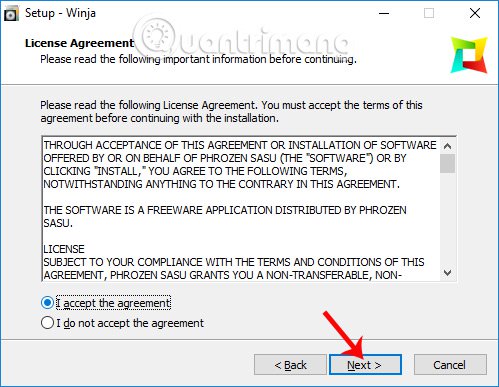 Setup - Winja
Quantrimang
License Agreement
Please read the following important information before continuing.
Please read the following License Agreement. You must accept the terms of this
agreement before continuing with the installation.
THROUGH ACCEPTANCE OF THIS AGREEMENT OR INSTALLATION OF SOFTWARE
OFFERED BY OR ON BEHALF OF PHROZEN SASU (THE "SOFTWARE") OR BY
CLICKING "INSTALL," YOU AGREE TO THE FOLLOWING TERMS,
NOTWITHSTANDING ANYTHING TO THE CONTRARY IN THIS AGREEMENT.
THE SOFTWARE IS A FREEWARE APPLICATION DISTRIBUTED BY PHROZEN
SASU.
LICENSE
SUBJECT TO YOUR COMPLIANCE WITH THE TERMS AND CONDITIONS OF THIS
AGREEMENT, PHROZEN SASU GRANTS YOU A NON-TRANSFERABLE, NON-
I accept the agreement
I do not accept the agreement
< Back
Next >
Cancel